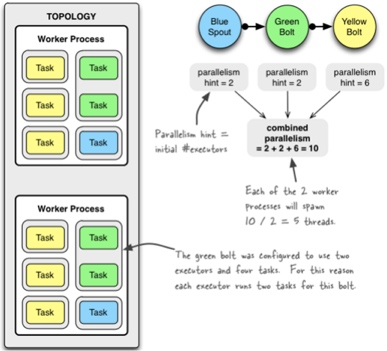 TOPOLOGY
Worker Process
Task Task
Task Task
Task Task
Worker Process
Task Task
Task Task
Task Task
Blue
Spout
Green
Bolt
Yellow
Bolt
parallelism
hint = 2
parallelism
hint = 2
parallelism
hint = 6
Parallelism hint =
initial #executors
combined
parallelism
= 2 + 2 + 6 = 10
Each of the 2 worker
processes will spawn
10 / 2 = 5 threads.
The green bolt was configured to use two
executors and four tasks. For this reason
each executor runs two tasks for this bolt.